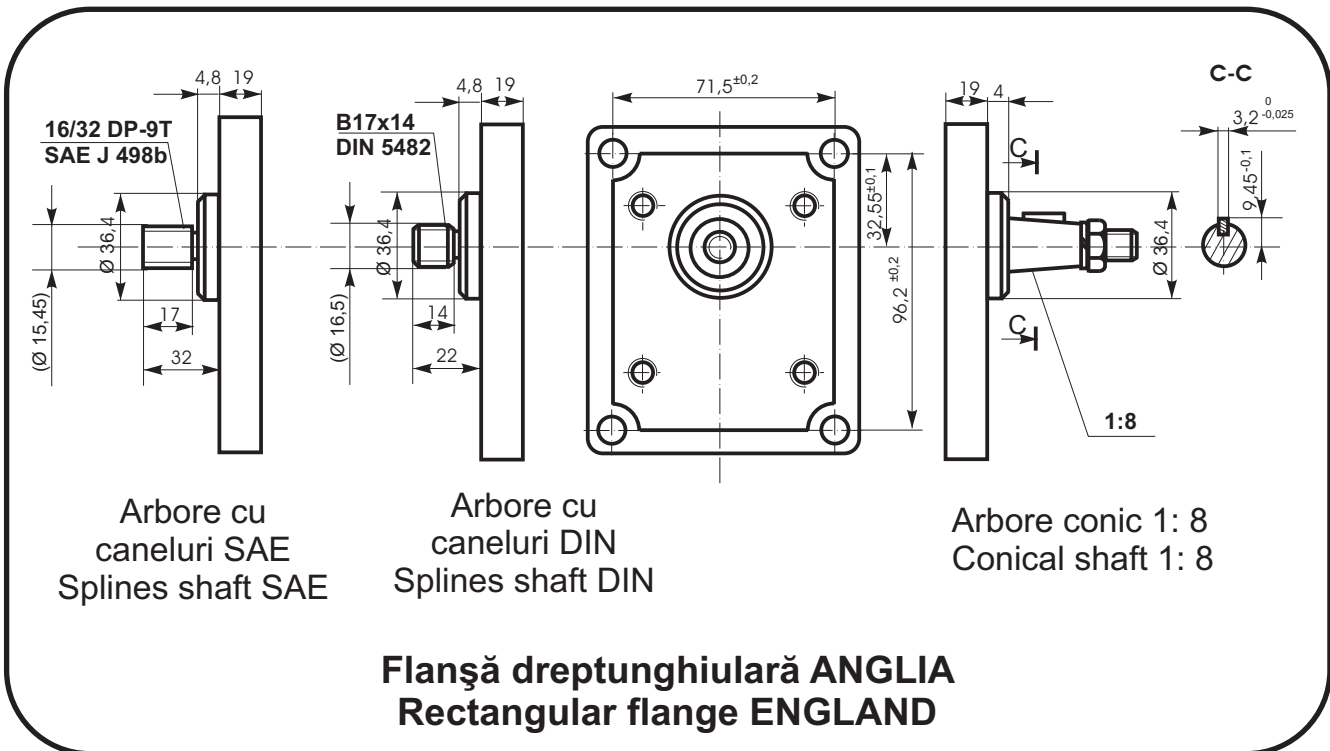 4,8 19
16/32 DP-9T
SAE J 498b
Ø 36,4
(Ø 15,45)
17
32
Arbore cu
caneluri SAE
Splines shaft SAE
4,8 19
B17x14
DIN 5482
Ø 36,4
(Ø 16,5)
14
22
Arbore cu
caneluri DIN
Splines shaft DIN
71,5±0,2
32,55±0,1
96,2 ±0,2
19 4
C
C
Ø 36,4
1:8
C-C
0
3,2 -0,025
9,45-0,1
Arbore conic 1: 8
Conical shaft 1: 8
Flanşă dreptunghiulară ANGLIA
Rectangular flange ENGLAND